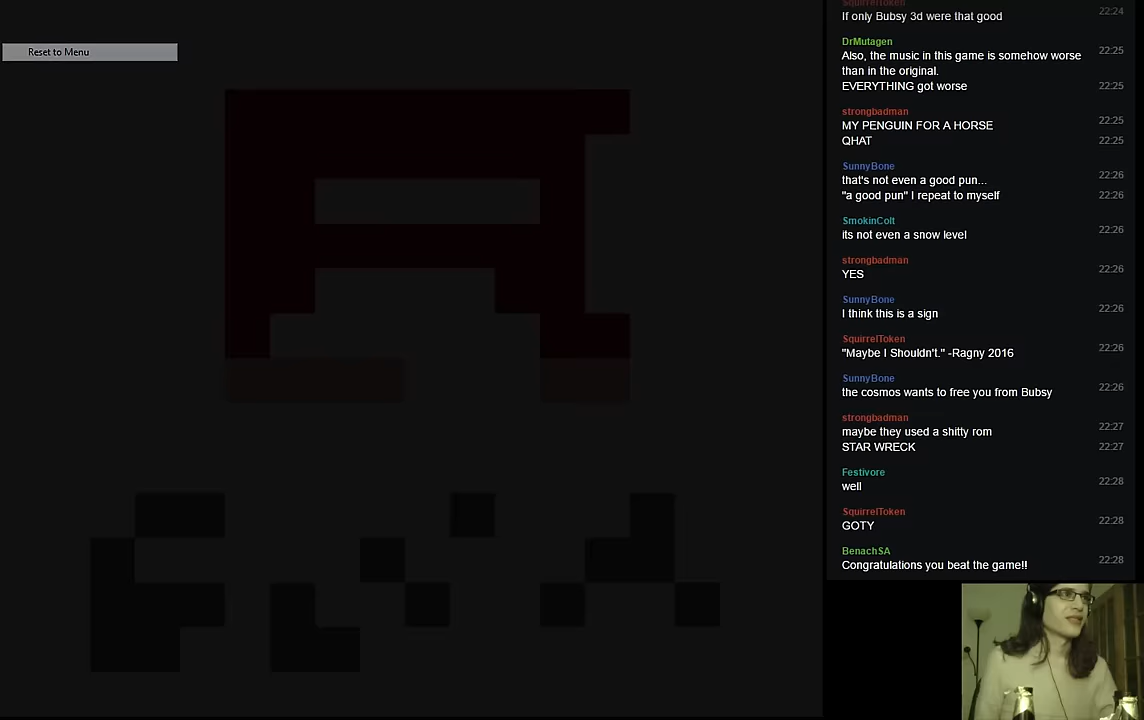 Reset to Menu
SquirrelToken
If only Bubsy 3d were that good
22:24
DrMutagen
Also, the music in this game is somehow worse
22:25
than in the original.
EVERYTHING got worse
22:25
strongbadman
MY PENGUIN FOR A HORSE
22:25
QHAT
22:25
SunnyBone
that's not even a good pun...
22:26
"a good pun" I repeat to myself
22:26
SmokinColt
its not even a snow level
22:26
strongbadman
YES
22:26
SunnyBone
I think this is a sign
22:26
SquirrelToken
"Maybe I Shouldn't." -Ragny 2016
22:26
SunnyBone
the cosmos wants to free you from Bubsy
22:26
strongbadman
maybe they used a shitty rom
22:27
STAR WRECK
22:27
Festivore
well
22:28
SquirrelToken
GOTY
22:28
BenachSA
Congratulations you beat the game!!
22:28